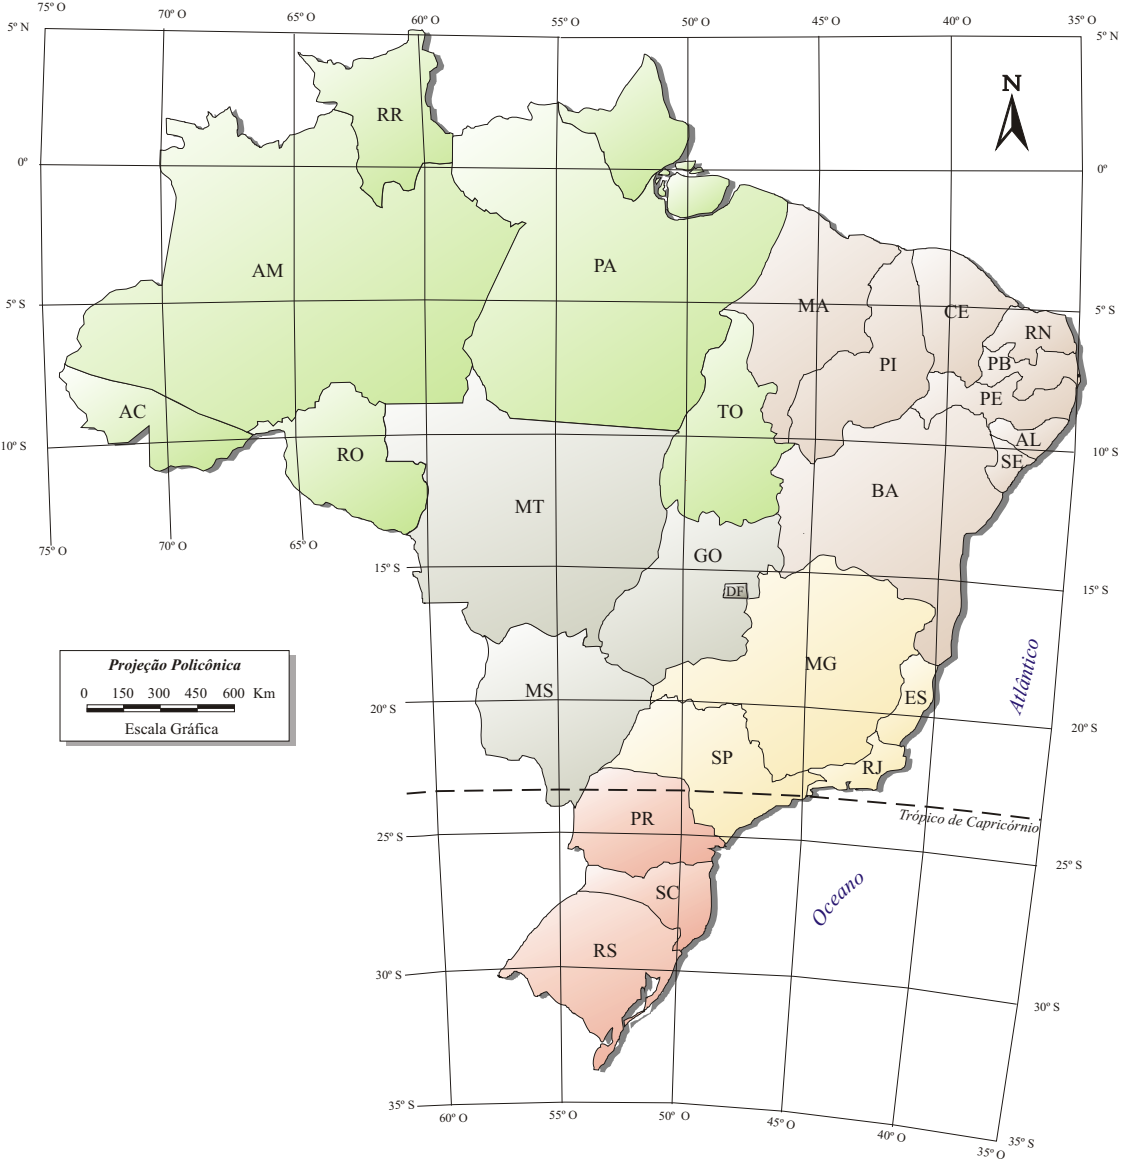 75º O
70º O
65º O
60º O
55º O
50º O
45º O
40º O
35º O
5º N
5º N
N
RR
0º
0º
AM
PA
5º S
MA
CE
5º S
RN
PI
PB
PE
AC
TO
AL
10º S
RO
SE
10º S
BA
MT
75º O
70º O
65º O
GO
15º S
DF
15º S
Projeção Policônica
0 150 300 450 600 Km
Escala Gráfica
MG
MS
ES
Atlântico
20º S
20º S
SP
RJ
PR
Trópico de Capricórnio
25º S
25º S
SC
Oceano
RS
30º S
30º S
35º S
60º O
55º O
50º O
45º O
40º O
35º O
35º S